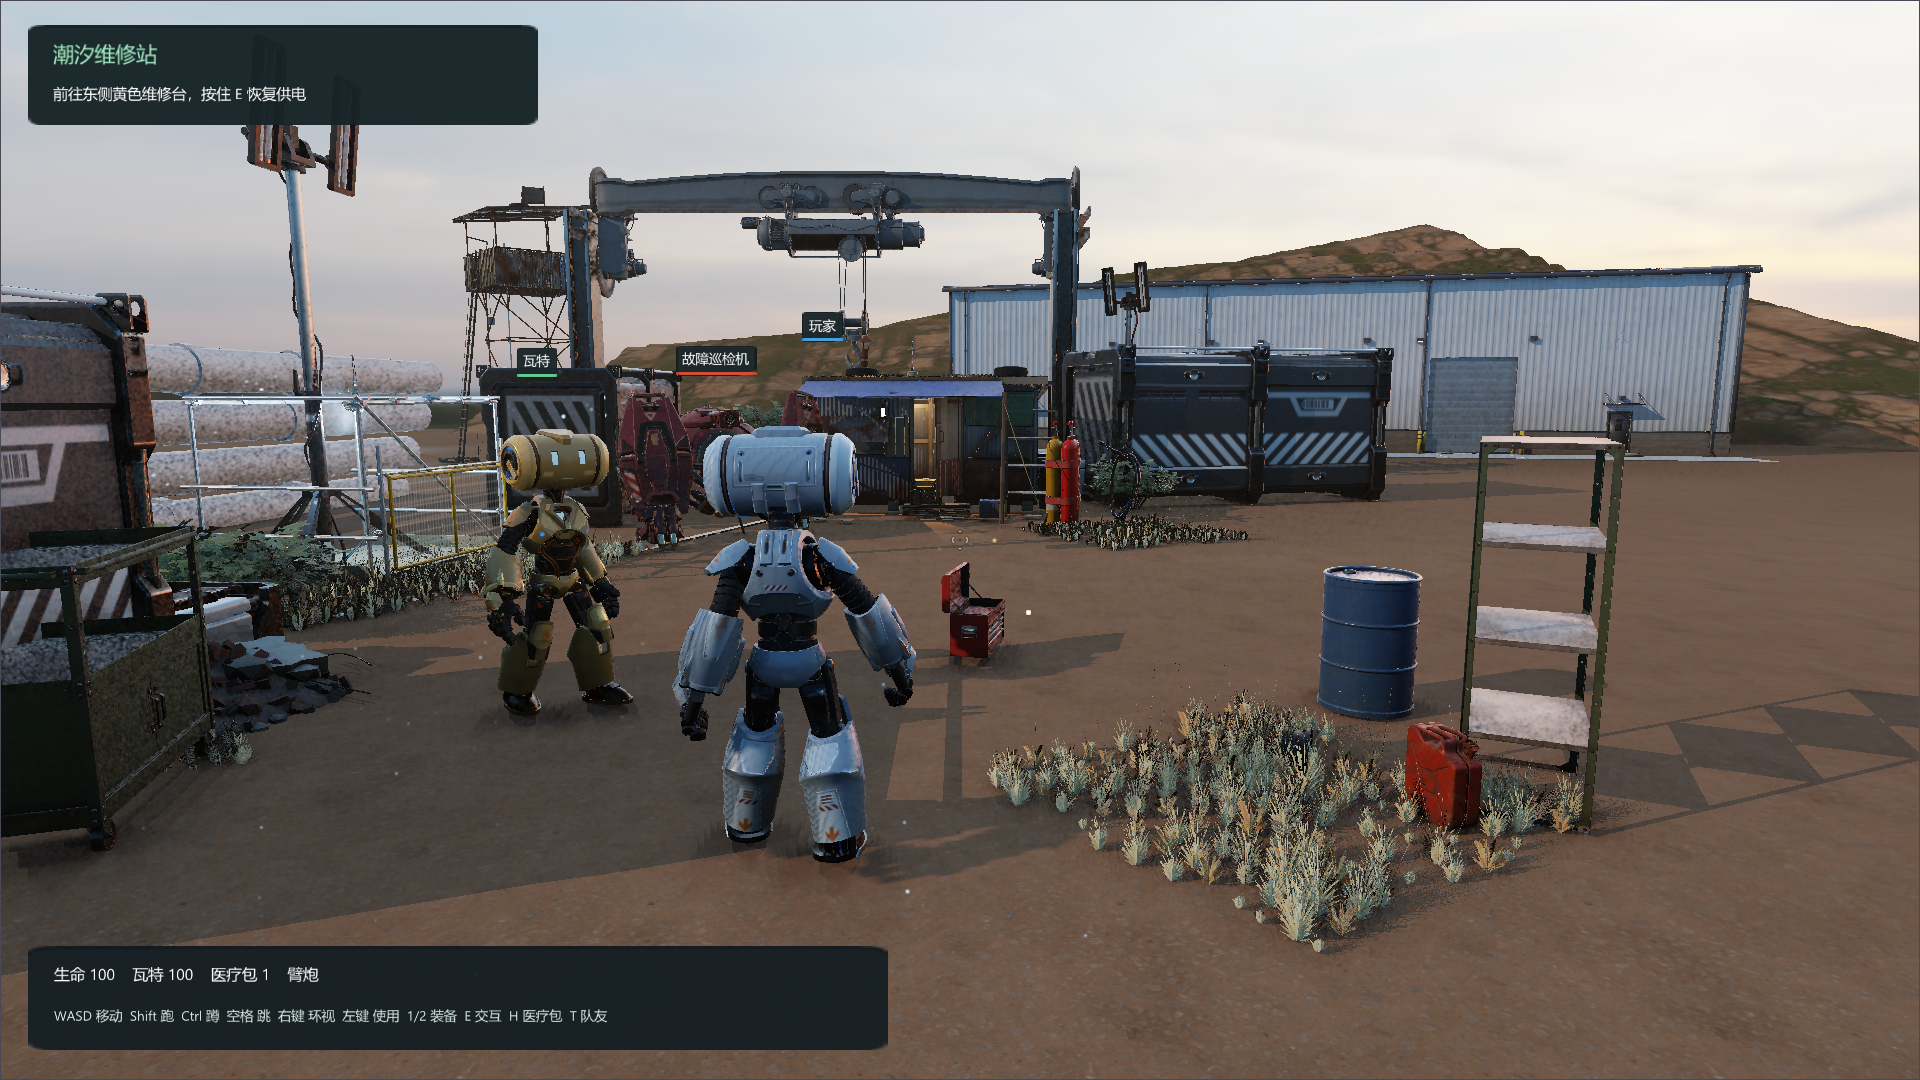 潮汐维修站
前往东侧黄色维修台，按住 E 恢复供电
玩家
瓦特
故障巡检机
生命 100 瓦特 100 医疗包 1 臂炮
WASD 移动 Shift 跑 Ctrl 蹲 空格 跳 右键 环视 左键 使用 1/2 装备 E 交互 H 医疗包 T 队友